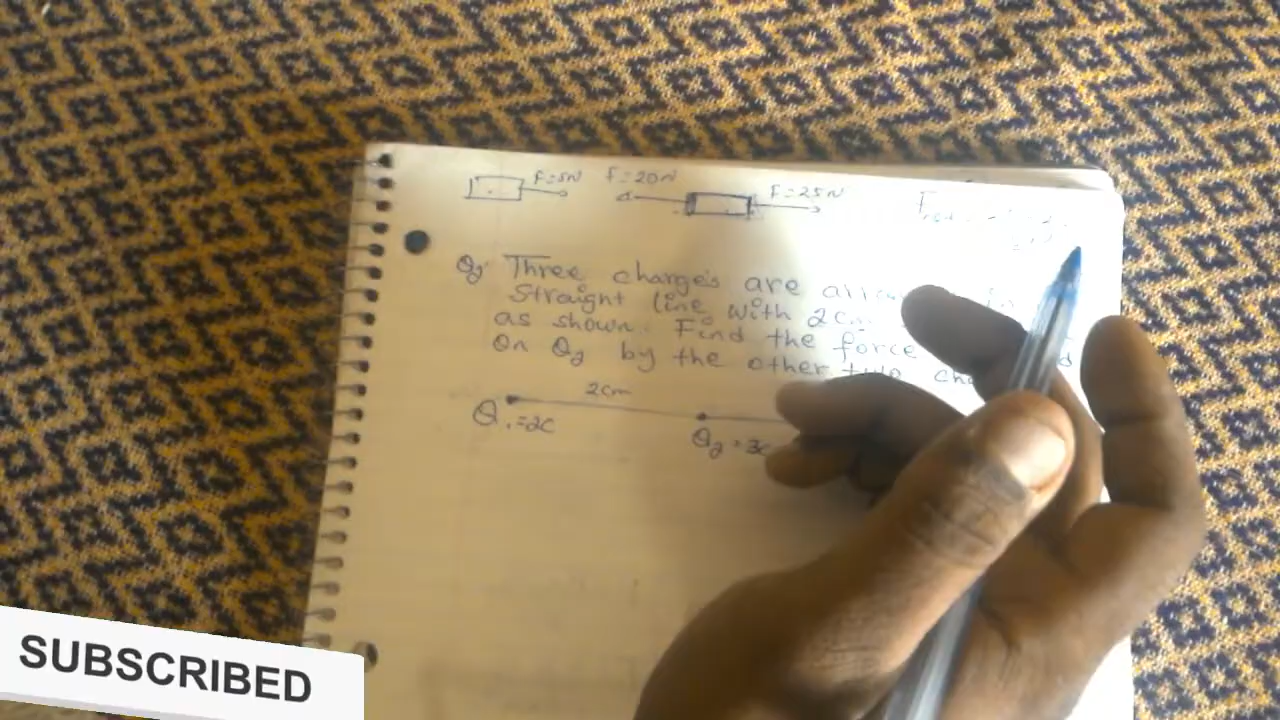 F=5N F=20N F=25N
Q: Three charges are
straight line with 2cm
as shown. Find the force
on Q2 by the other two
2cm
Q1=2C
Q2=3C
SUBSCRIBED